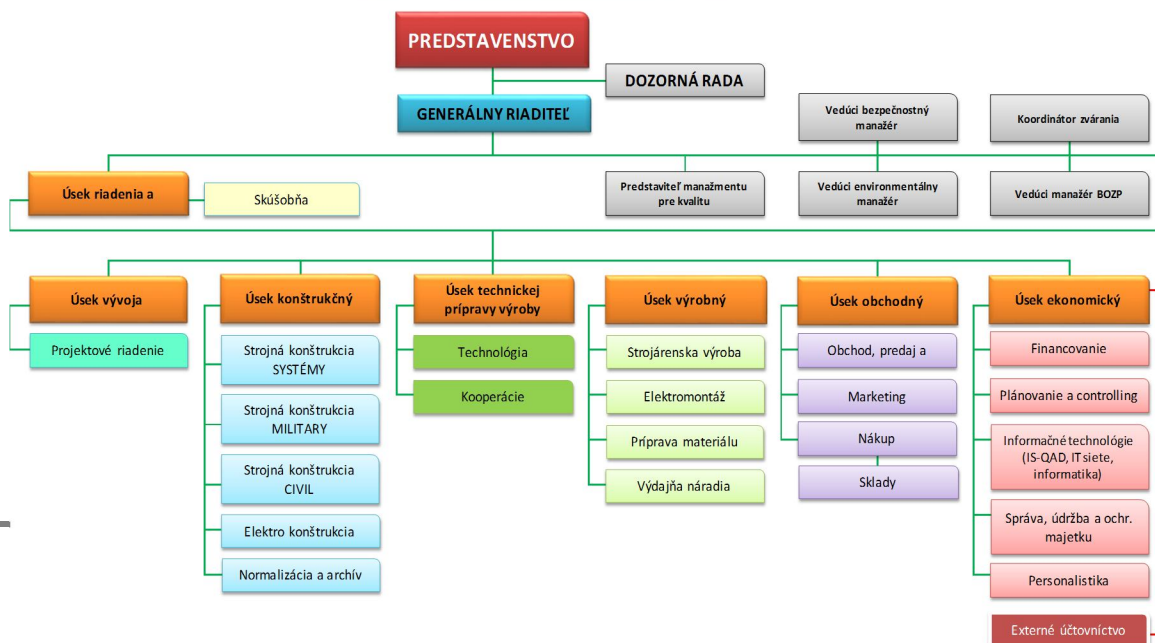 PREDSTAVENSTVO
DOZORNÁ RADA
GENERÁLNY RIADITEĽ
Vedúci bezpečnostný
manažér
Koordinátor zvárania
Úsek riadenia a
Skúšobňa
Predstaviteľ manažmentu
pre kvalitu
Vedúci environmentálny
manažér
Vedúci manažér BOZP
Úsek vývoja
Projektové riadenie
Úsek konštrukčný
Strojná konštrukcia
SYSTÉMY
Strojná konštrukcia
MILITARY
Strojná konštrukcia
CIVIL
Elektro konštrukcia
Normalizácia a archív
Úsek technickej
prípravy výroby
Technológia
Kooperácie
Úsek výrobný
Strojárenska výroba
Elektromontáž
Príprava materiálu
Výdajňa náradia
Úsek obchodný
Obchod, predaj a
Marketing
Nákup
Sklady
Úsek ekonomický
Financovanie
Plánovanie a controlling
Informačné technológie
(IS-QAD, IT siete,
informatika)
Správa, údržba a ochr.
majetku
Personalistika
Externé účtovníctvo